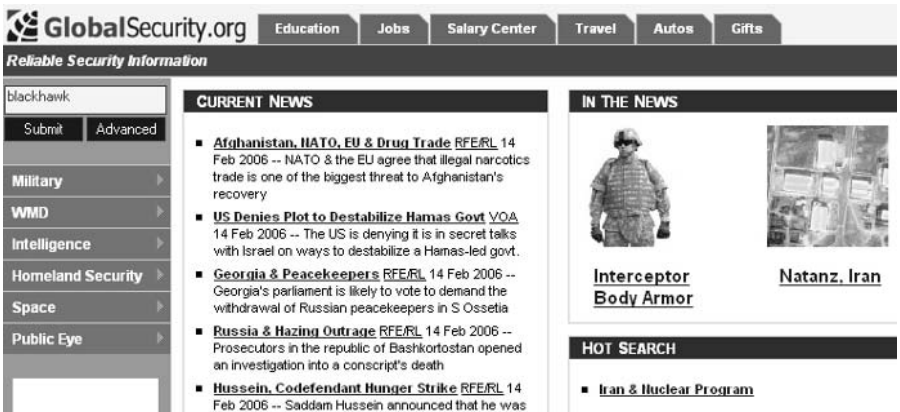 GlobalSecurity.org
Education
Jobs
Salary Center
Travel
Autos
Gifts
Reliable Security Information
blackhawk
Submit
Advanced
Military
WMD
Intelligence
Homeland Security
Space
Public Eye
CURRENT NEWS
Afghanistan, NATO, EU & Drug Trade RFE/RL 14
Feb 2006 -- NATO & the EU agree that illegal narcotics
trade is one of the biggest threat to Afghanistan's
recovery
US Denies Plot to Destabilize Hamas Govt VOA
14 Feb 2006 -- The US is denying it is in secret talks
with Israel on ways to destabilize a Hamas-led govt.
Georgia & Peacekeepers RFE/RL 14 Feb 2006 --
Georgia's parliament is likely to vote to demand the
withdrawal of Russian peacekeepers in S Ossetia
Russia & Hazing Outrage RFE/RL 14 Feb 2006 --
Prosecutors in the republic of Bashkortostan opened
an investigation into a conscript's death
Hussein, Codefendant Hunger Strike RFE/RL 14
Feb 2006 -- Saddam Hussein announced that he was
IN THE NEWS
Interceptor
Body Armor
Natanz, Iran
HOT SEARCH
Iran & Nuclear Program